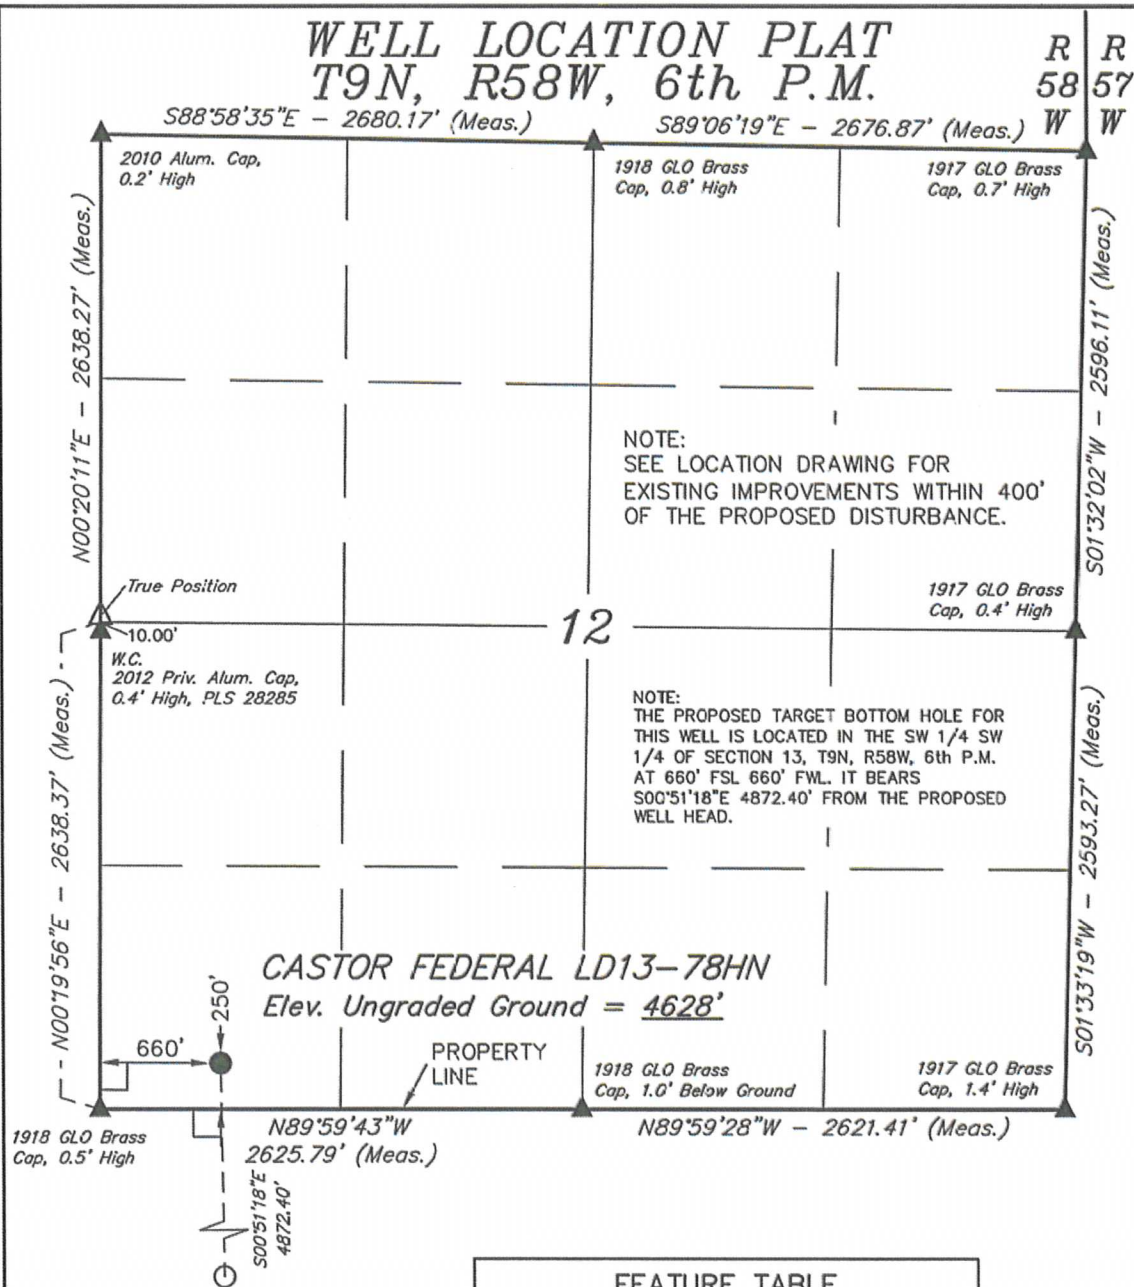 WELL LOCATION PLAT
T9N, R58W, 6th P.M.
R R
58 57
W W
S88°58'35"E - 2680.17' (Meas.)
S89°06'19"E - 2676.87' (Meas.)
2010 Alum. Cap,
0.2' High
1918 GLO Brass
Cap, 0.8' High
1917 GLO Brass
Cap, 0.7' High
N00°20'11"E - 2638.27' (Meas.)
S01°32'02"W - 2596.11' (Meas.)
NOTE:
SEE LOCATION DRAWING FOR
EXISTING IMPROVEMENTS WITHIN 400'
OF THE PROPOSED DISTURBANCE.
True Position
10.00'
W.C.
2012 Priv. Alum. Cap,
0.4' High, PLS 28285
12
1917 GLO Brass
Cap, 0.4' High
NOTE:
THE PROPOSED TARGET BOTTOM HOLE FOR
THIS WELL IS LOCATED IN THE SW 1/4 SW
1/4 OF SECTION 13, T9N, R58W, 6th P.M.
AT 660' FSL 660' FWL. IT BEARS
S00°51'18"E 4872.40' FROM THE PROPOSED
WELL HEAD.
N00°19'56"E - 2638.37' (Meas.)
S01°33'19"W - 2593.27' (Meas.)
CASTOR FEDERAL LD13-78HN
Elev. Ungraded Ground = 4628'
250'
660'
PROPERTY
LINE
1918 GLO Brass
Cap, 1.0' Below Ground
1917 GLO Brass
Cap, 1.4' High
1918 GLO Brass
Cap, 0.5' High
N89°59'43"W
2625.79' (Meas.)
N89°59'28"W - 2621.41' (Meas.)
S00°51'18"E
4872.40'
FEATURE TABLE